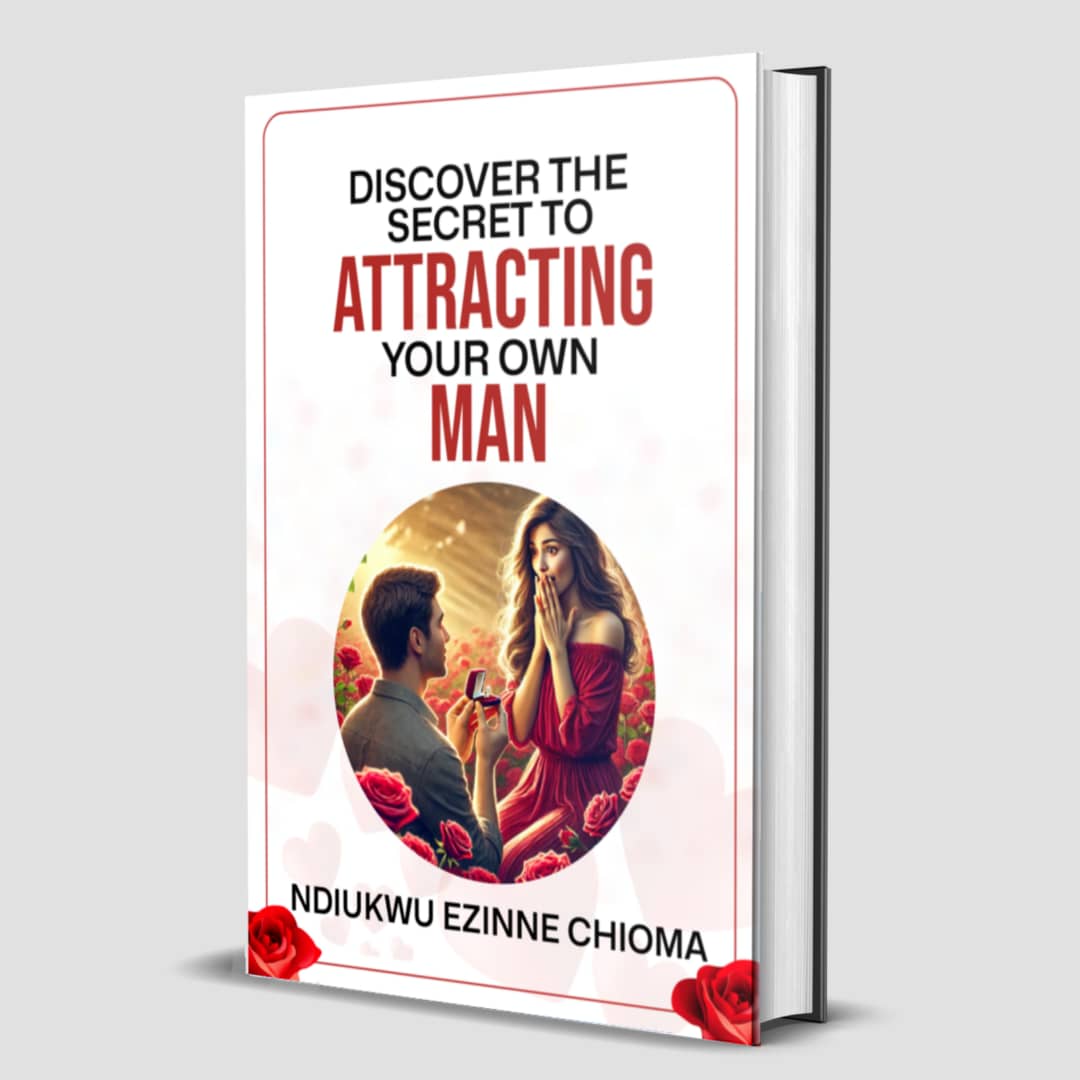 DISCOVER THE
SECRET TO
ATTRACTING
YOUR OWN
MAN
NDIUKWU EZINNE CHIOMA